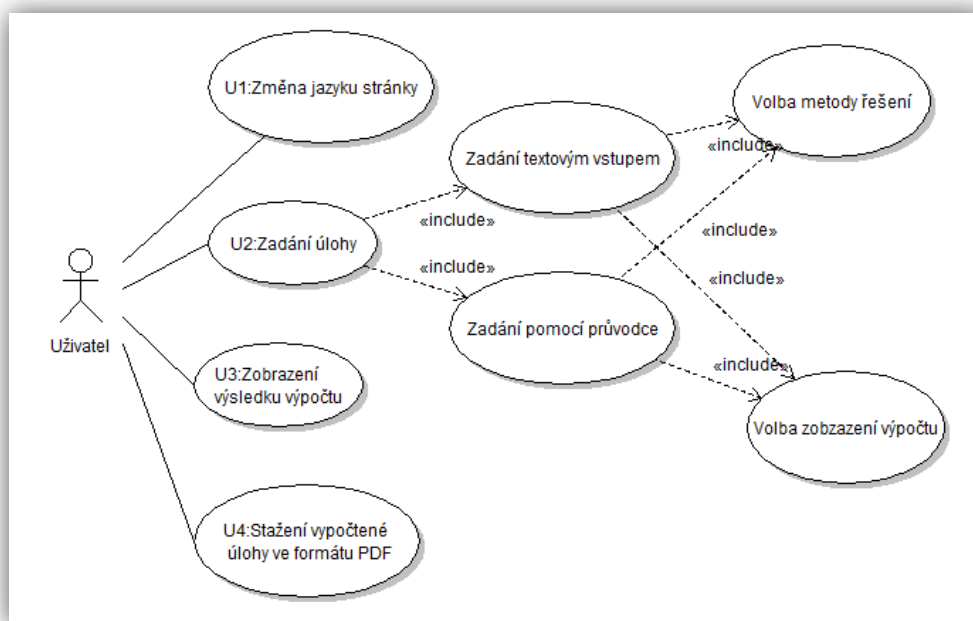 U1:Změna jazyku stránky
Volba metody řešení
Zadání textovým vstupem
«include»
«include»
U2:Zadání úlohy
«include»
«include»
«include»
Zadání pomocí průvodce
Uživatel
«include»
U3:Zobrazení
výsledku výpočtu
Volba zobzazení výpočtu
U4:Stažení vypočtené
úlohy ve formátu PDF